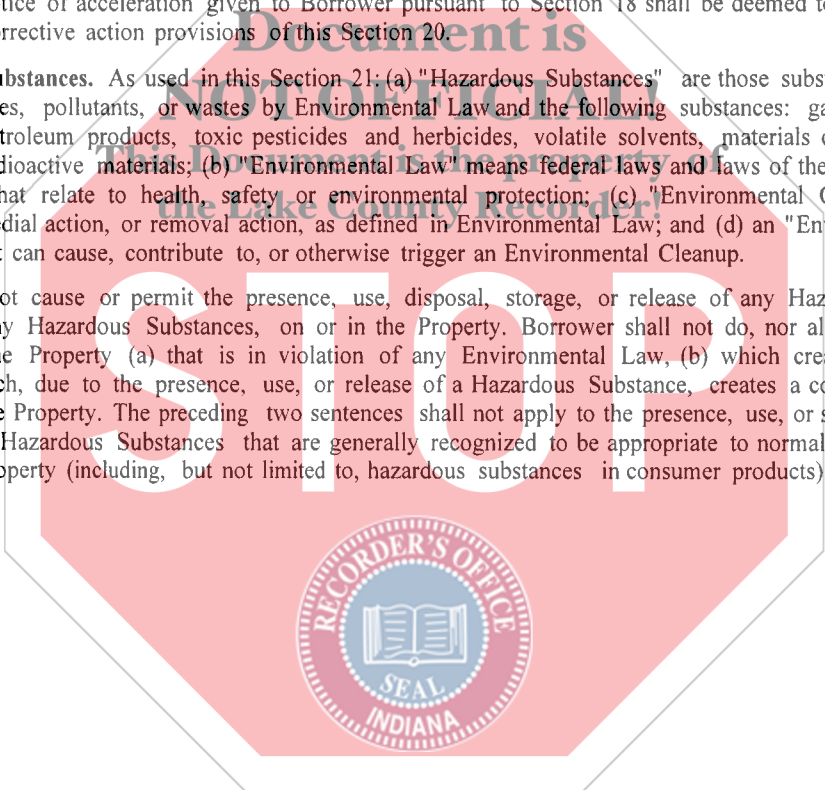 tice of acceleration given to Borrower pursuant to Section 18 shall be deemed to
rrective action provisions of this Section 20.
Document is
ubstances. As used in this Section 21: (a) "Hazardous Substances" are those subst
NOT OFFICIAL!
es, pollutants, or wastes by Environmental Law and the following substances: ga
troleum products, toxic pesticides and herbicides, volatile solvents, materials
This Document is the property of
dioactive materials; (b) "Environmental Law" means federal laws and laws of the
hat relate to health, safety or environmental protection; (c) "Environmental C
the Lake County Recorder!
dial action, or removal action, as defined in Environmental Law; and (d) an "En
t can cause, contribute to, or otherwise trigger an Environmental Cleanup.
ot cause or permit the presence, use, disposal, storage, or release of any Haz
y Hazardous Substances, on or in the Property. Borrower shall not do, nor al
e Property (a) that is in violation of any Environmental Law, (b) which cre
ch, due to the presence, use, or release of a Hazardous Substance, creates a co
e Property. The preceding two sentences shall not apply to the presence, use, or s
Hazardous Substances that are generally recognized to be appropriate to normal
operty (including, but not limited to, hazardous substances in consumer products)
STOP
RECORDER'S OFFICE
SEAL
INDIANA